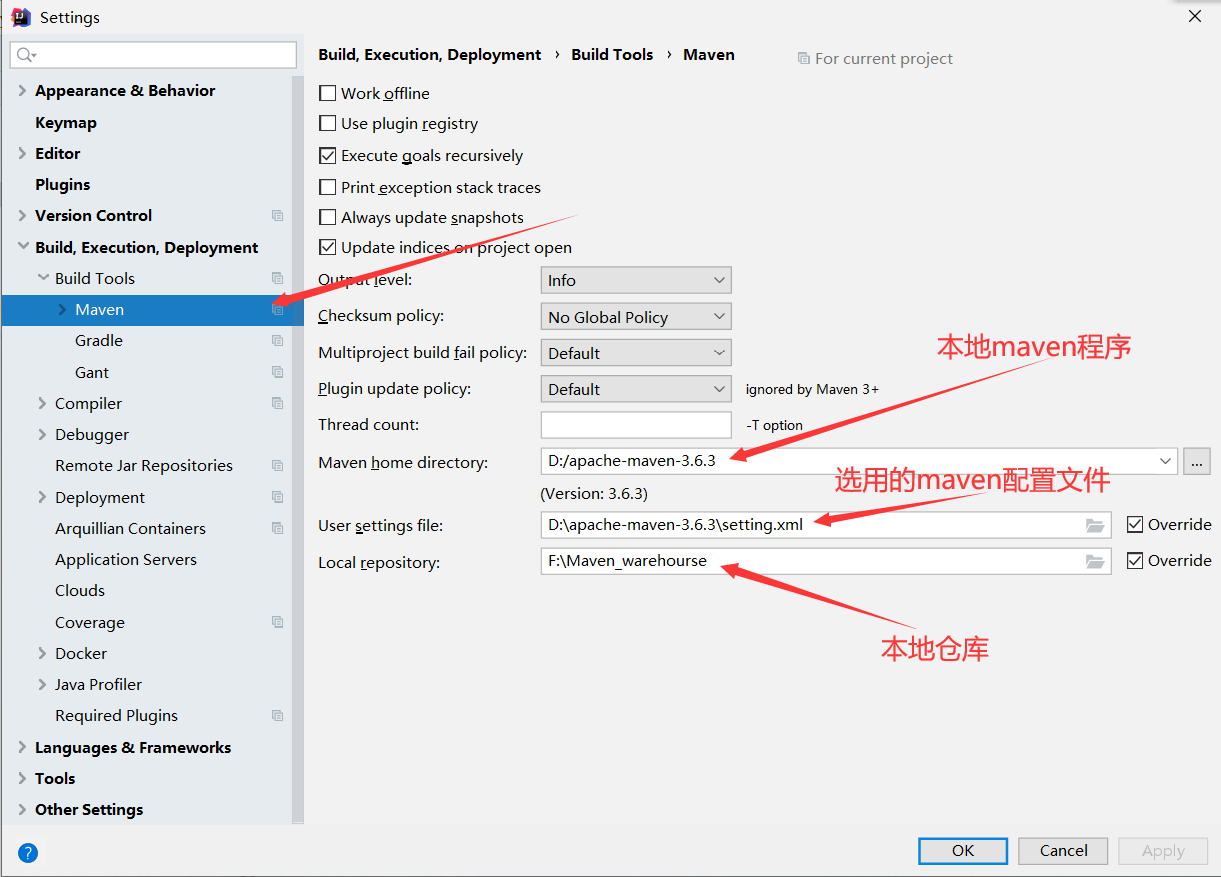 Settings
Build, Execution, Deployment › Build Tools › Maven For current project
Appearance & Behavior
Keymap
Editor
Plugins
Version Control
Build, Execution, Deployment
Build Tools
Maven
Gradle
Gant
Compiler
Debugger
Remote Jar Repositories
Deployment
Arquillian Containers
Application Servers
Clouds
Coverage
Docker
Java Profiler
Required Plugins
Languages & Frameworks
Tools
Other Settings
Work offline
Use plugin registry
Execute goals recursively
Print exception stack traces
Always update snapshots
Update indices on project open
Output level: Info
Checksum policy: No Global Policy
Multiproject build fail policy: Default
本地maven程序
Plugin update policy: Default ignored by Maven 3+
Thread count: -T option
Maven home directory: D:/apache-maven-3.6.3 ...
选用的maven配置文件
(Version: 3.6.3)
User settings file: D:\apache-maven-3.6.3\setting.xml Override
Local repository: F:\Maven_warehourse Override
本地仓库
? OK Cancel Apply